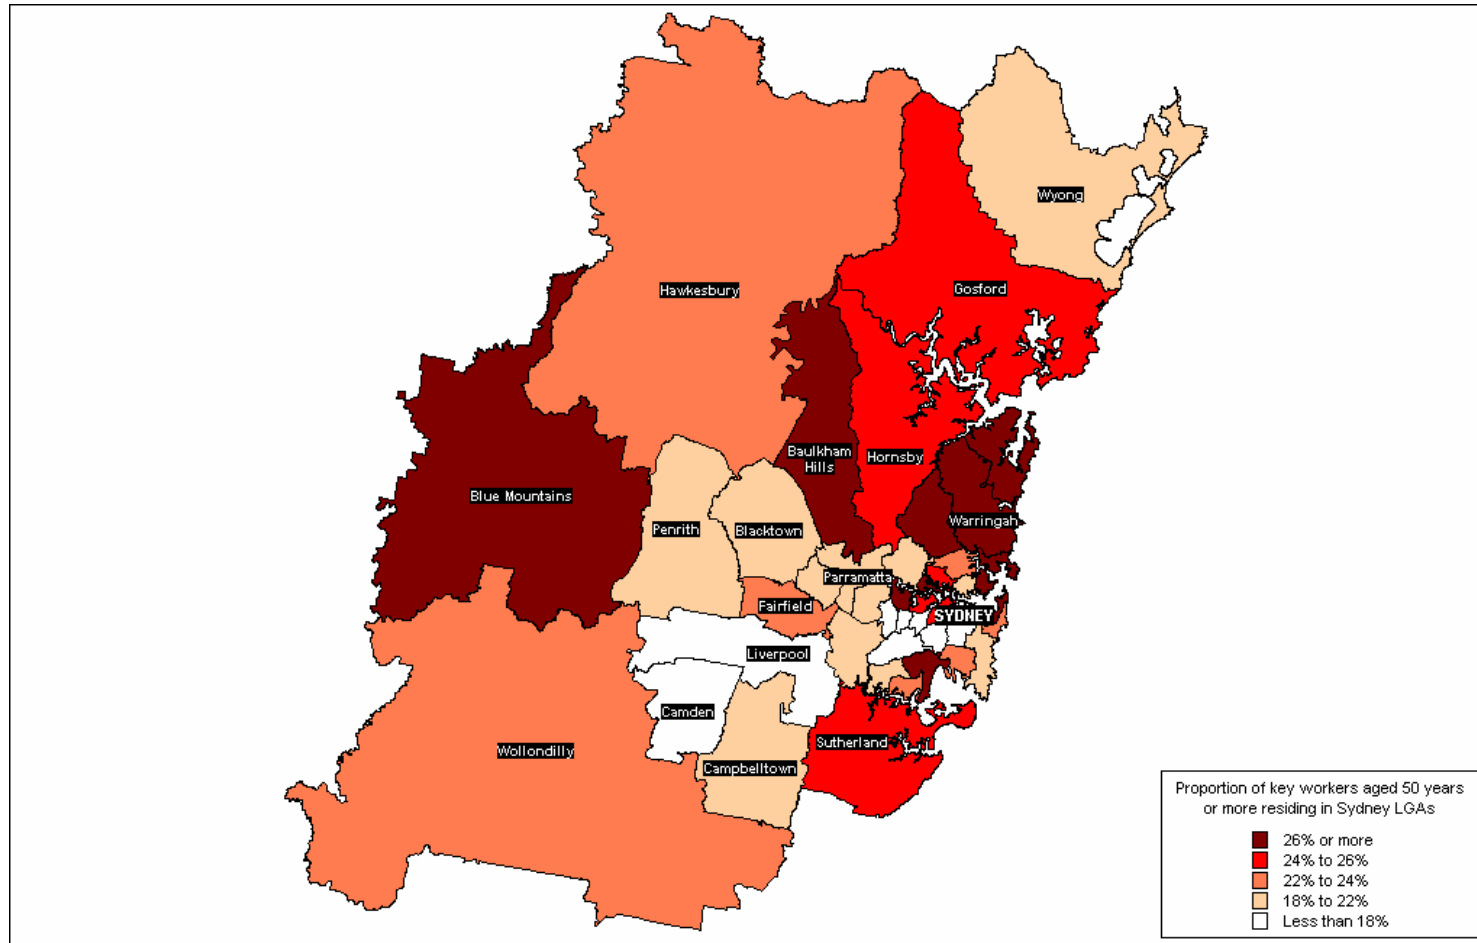 Wyong
Hawkesbury
Gosford
Baulkham
Hills
Hornsby
Blue Mountains
Warringah
Penrith
Blacktown
Parramatta
Fairfield
SYDNEY
Liverpool
Camden
Sutherland
Wollondilly
Campbelltown
Proportion of key workers aged 50 years
or more residing in Sydney LGAs
26% or more
24% to 26%
22% to 24%
18% to 22%
Less than 18%